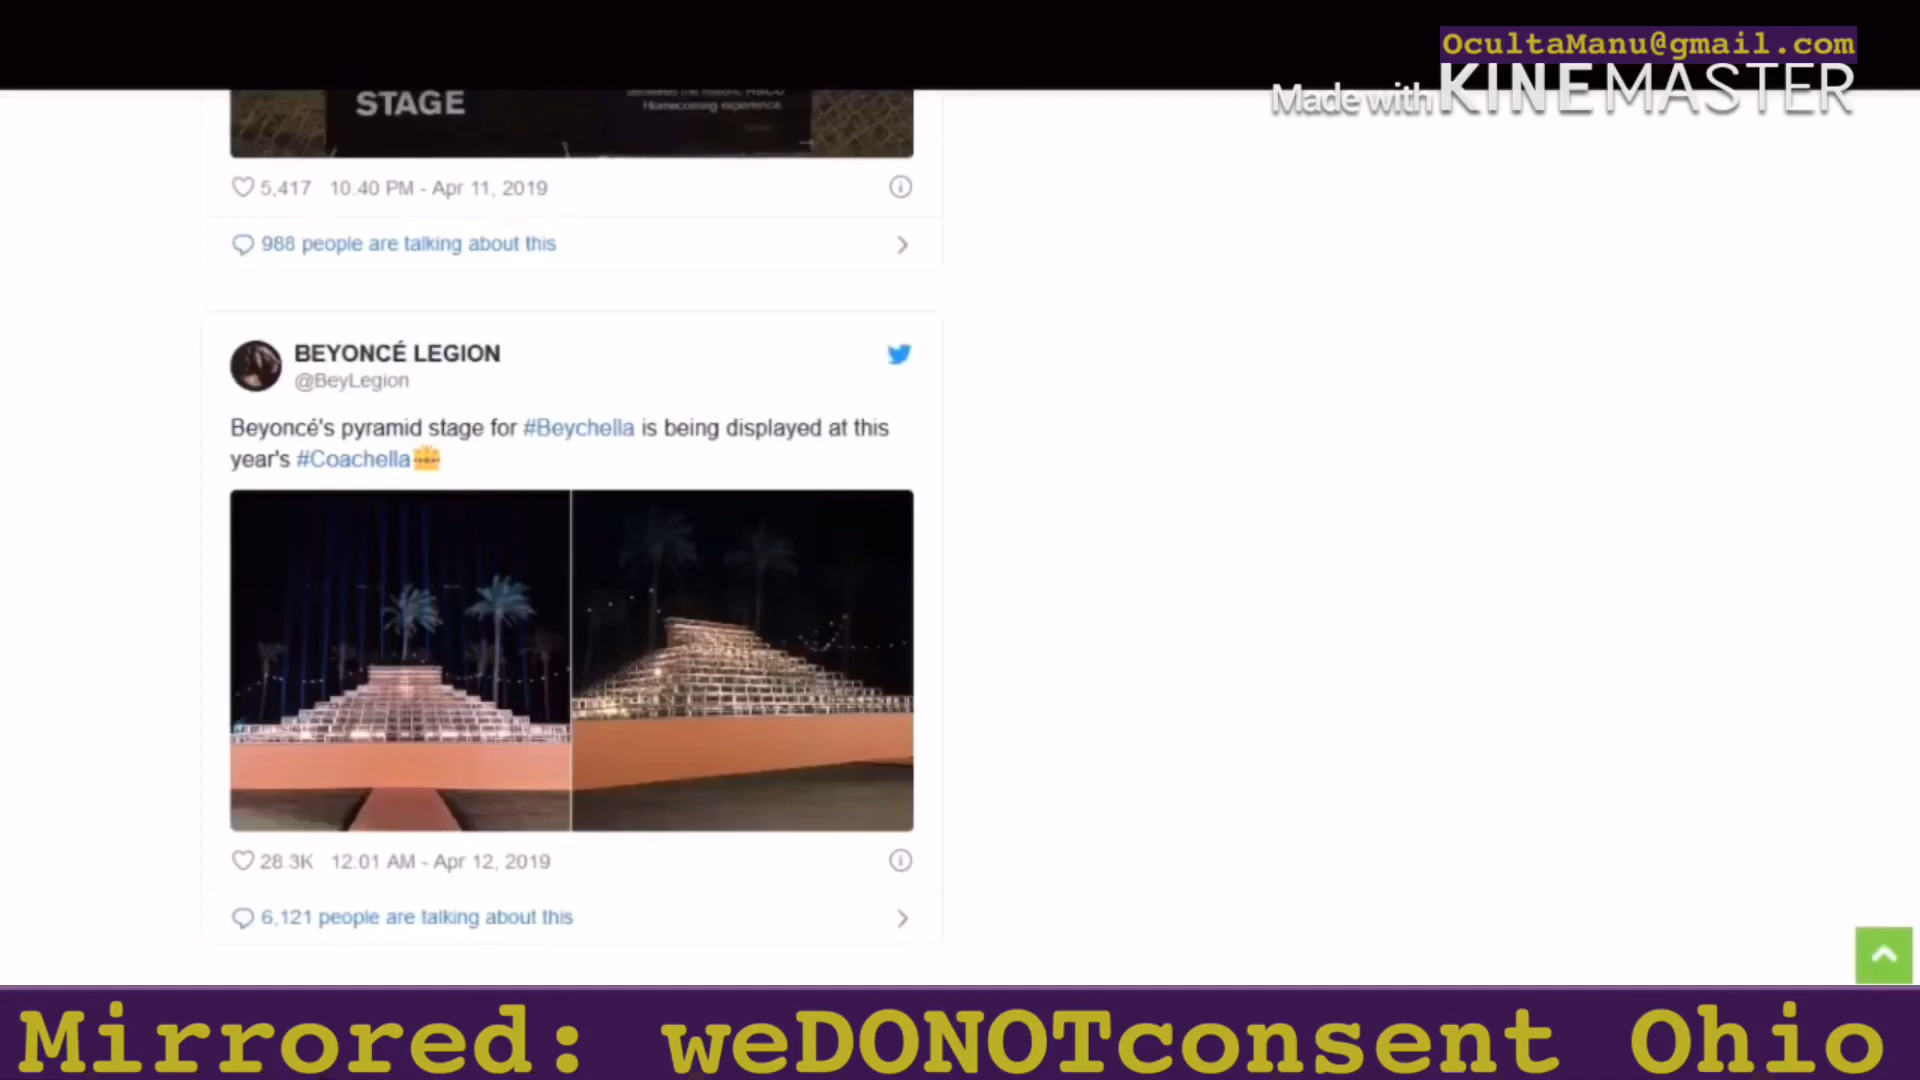 OcultaManu@gmail.com
Made with KINEMASTER
STAGE
Homecoming experience
5,417 10.40 PM - Apr 11, 2019
988 people are talking about this
BEYONCÉ LEGION
@BeyLegion
Beyoncé's pyramid stage for #Beychella is being displayed at this
year's #Coachella
28.3K 12.01 AM - Apr 12, 2019
6,121 people are talking about this
Mirrored: weDONOTconsent Ohio